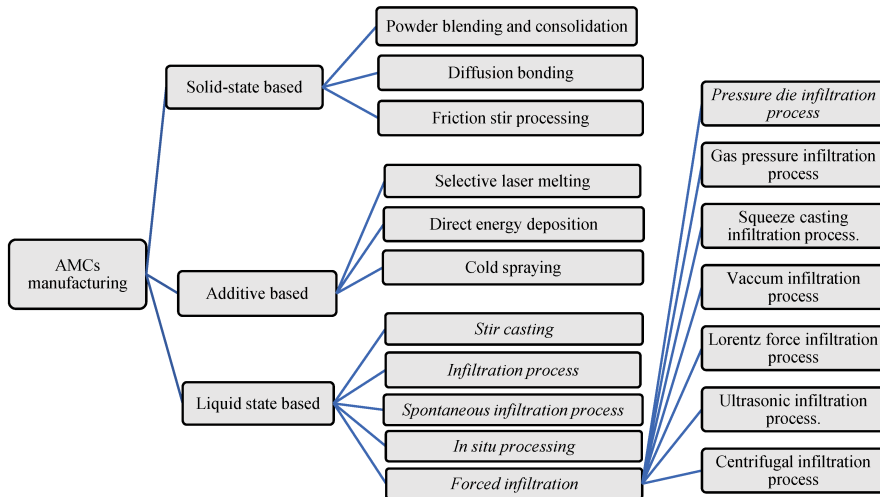 AMCs
manufacturing
Solid-state based
Powder blending and consolidation
Diffusion bonding
Friction stir processing
Additive based
Selective laser melting
Direct energy deposition
Cold spraying
Liquid state based
Stir casting
Infiltration process
Spontaneous infiltration process
In situ processing
Forced infiltration
Pressure die infiltration
process
Gas pressure infiltration
process
Squeeze casting
infiltration process.
Vaccum infiltration
process
Lorentz force infiltration
process
Ultrasonic infiltration
process.
Centrifugal infiltration
process